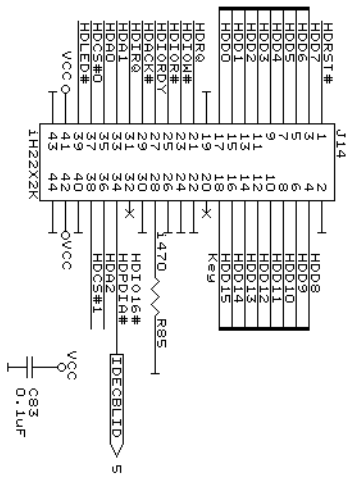 J14
HDRST# 1 2
HDD7 3 4 HDD8
HDD6 5 6 HDD9
HDD5 7 8 HDD10
HDD4 9 10 HDD11
HDD3 11 12 HDD12
HDD2 13 14 HDD13
HDD1 15 16 HDD14
HDD0 17 18 HDD15
19 20 Key
HDRQ 21 22
HDIOW# 23 24
HDIOR# 25 26
HDIORDY 27 28 i470 R85
HDACK# 29 30
HDIRQ 31 32 HDIO16#
HDA1 33 34 HDPDIA# IDECBLID 5
HDA0 35 36 HDA2
HDCS#0 37 38 HDCS#1
HDLED# 39 40
VCC 41 42 VCC
43 44
iH22X2K
VCC
C83
0.1uF